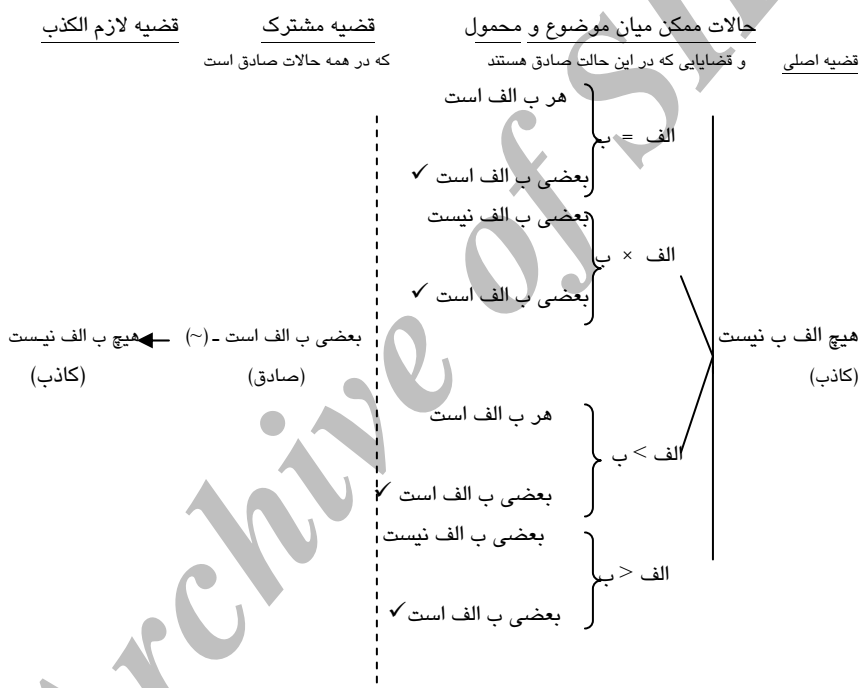 حالات ممکن میان موضوع و محمول قضیه مشترک قضیه لازم الکذب
قضیه اصلی و قضایایی که در این حالت صادق هستند که در همه حالات صادق است
هر ب الف است
الف = ب
بعضی ب الف است ✓
بعضی ب الف نیست
الف × ب
بعضی ب الف است ✓
هیچ الف ب نیست بعضی ب الف است ـ (~) هیچ ب الف نیست
(کاذب) (صادق) (کاذب)
هر ب الف است
الف > ب
بعضی ب الف است ✓
بعضی ب الف نیست
الف < ب
بعضی ب الف است ✓
Archive of SID